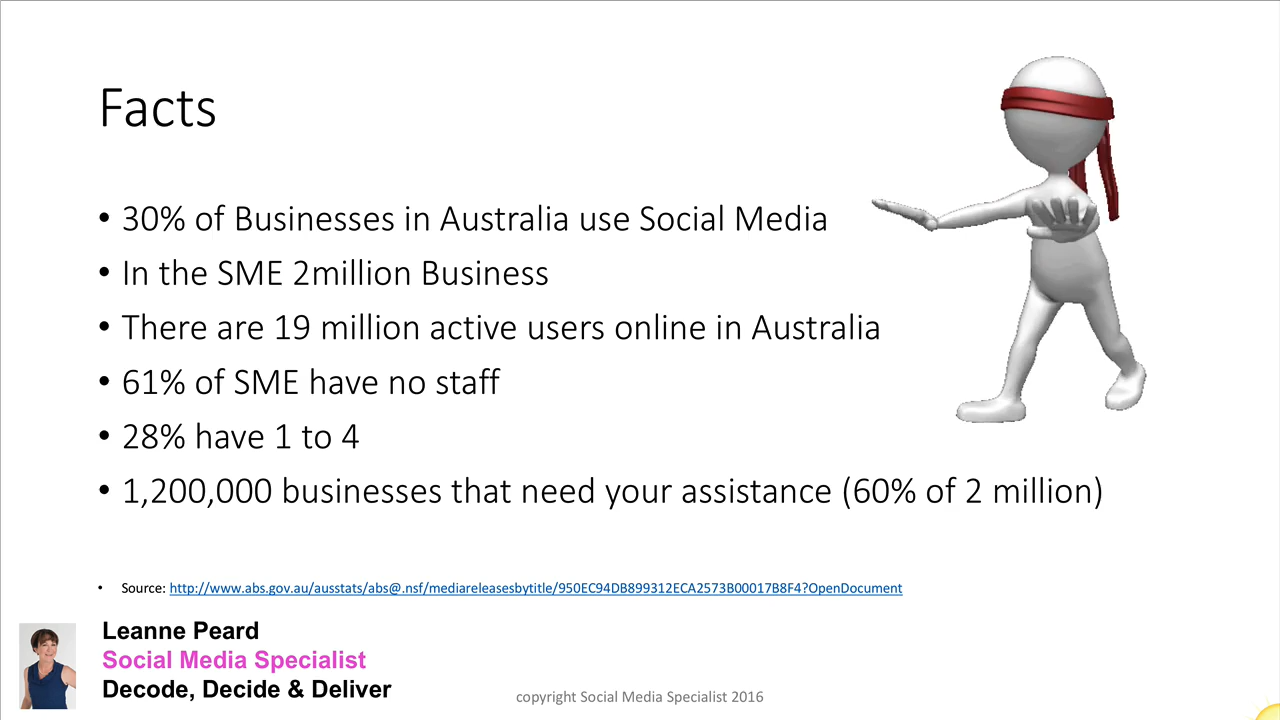 Facts
• 30% of Businesses in Australia use Social Media
• In the SME 2million Business
• There are 19 million active users online in Australia
• 61% of SME have no staff
• 28% have 1 to 4
• 1,200,000 businesses that need your assistance (60% of 2 million)
• Source: http://www.abs.gov.au/ausstats/abs@.nsf/mediareleasesbytitle/950EC94DB899312ECA2573B00017B8F4?OpenDocument
Leanne Peard
Social Media Specialist
Decode, Decide & Deliver
copyright Social Media Specialist 2016